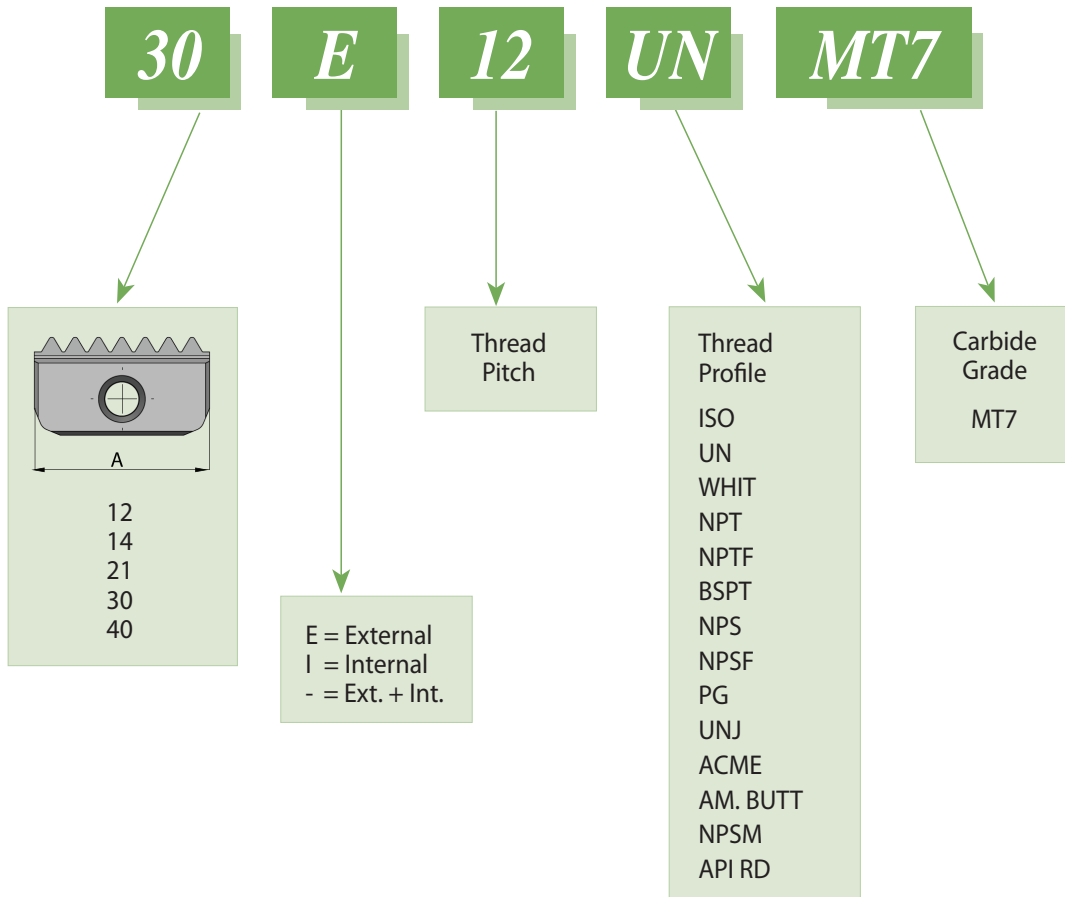 30 E 12 UN MT7
A
12
14
21
30
40
E = External
I = Internal
- = Ext. + Int.
Thread
Pitch
Thread
Profile
ISO
UN
WHIT
NPT
NPTF
BSPT
NPS
NPSF
PG
UNJ
ACME
AM. BUTT
NPSM
API RD
Carbide
Grade
MT7